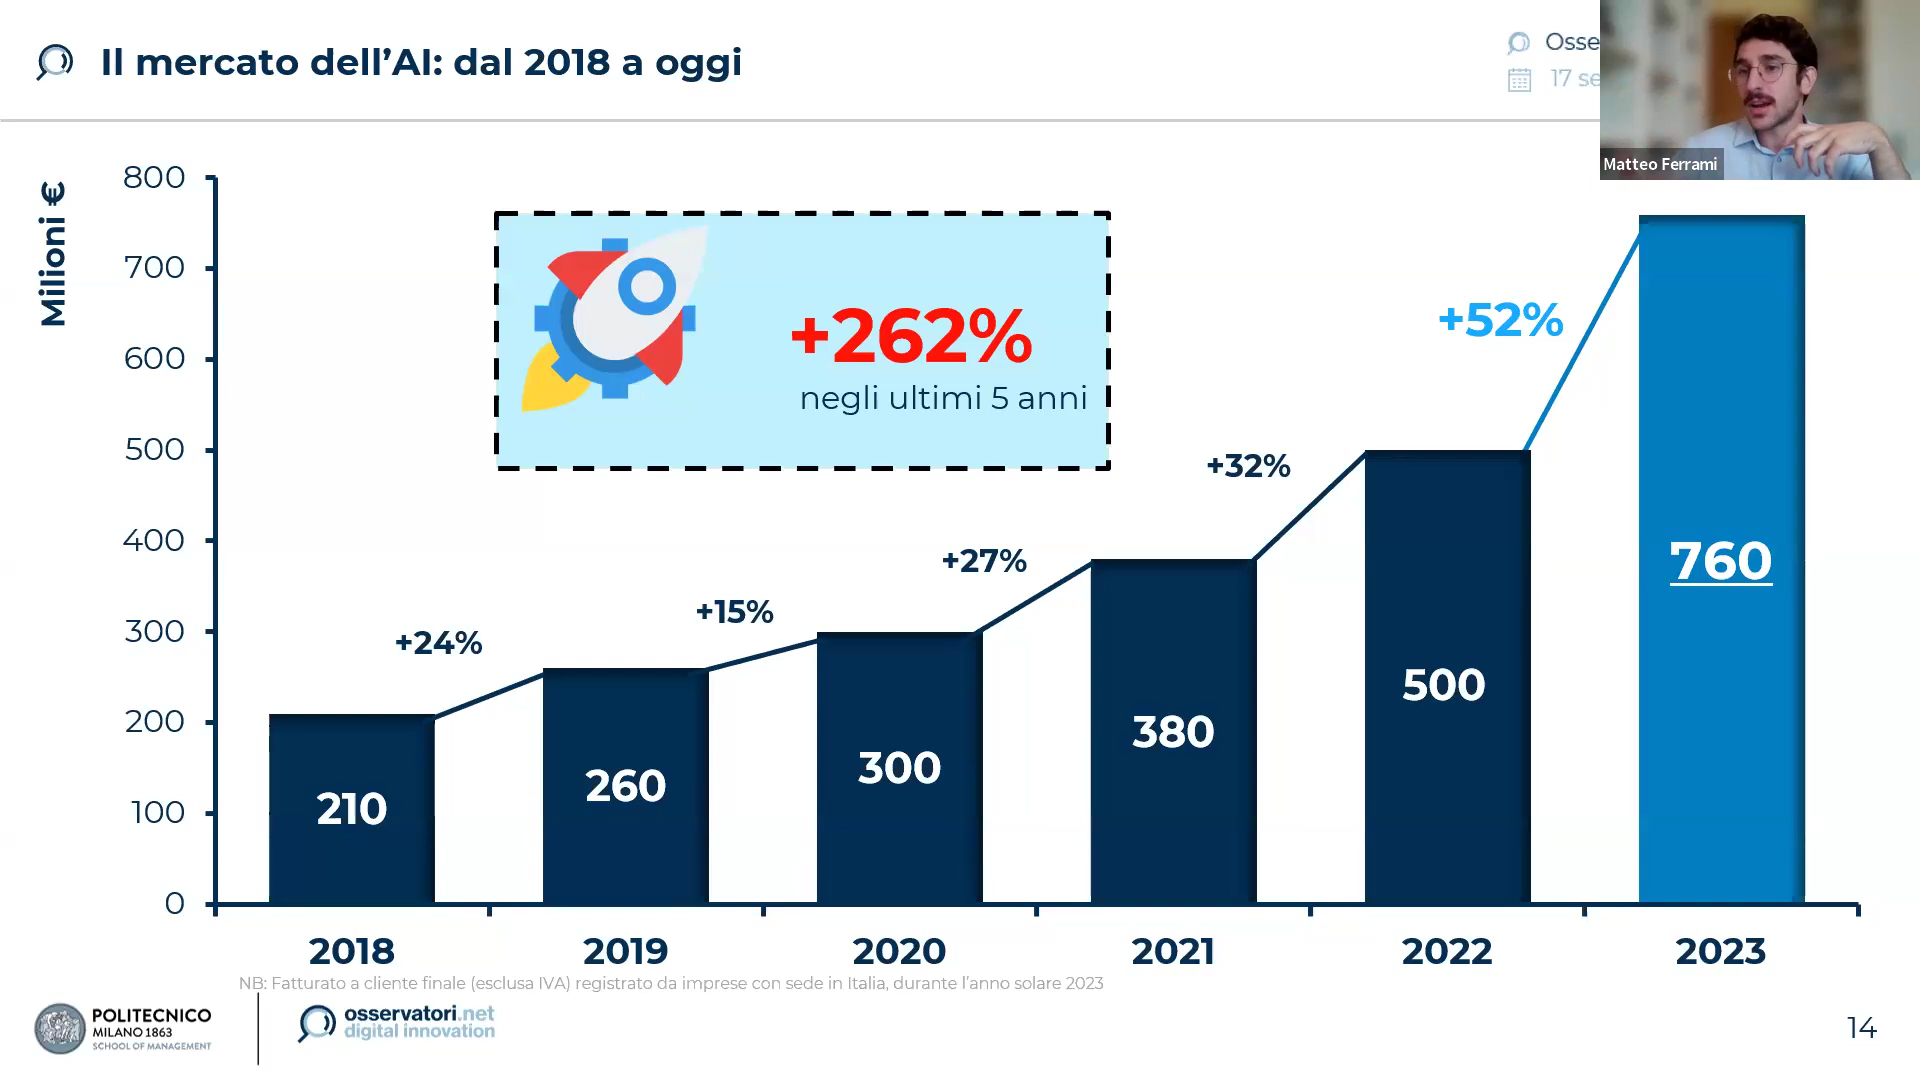 Il mercato dell'AI: dal 2018 a oggi
Osse
17 se
Matteo Ferrami
Milioni €
800
700
600
500
400
300
200
100
0
+262%
negli ultimi 5 anni
+24%
+15%
+27%
+32%
+52%
210
260
300
380
500
760
2018
2019
2020
2021
2022
2023
NB: Fatturato a cliente finale (esclusa IVA) registrato da imprese con sede in Italia, durante l'anno solare 2023
POLITECNICO
MILANO 1863
SCHOOL OF MANAGEMENT
osservatori.net
digital innovation
14